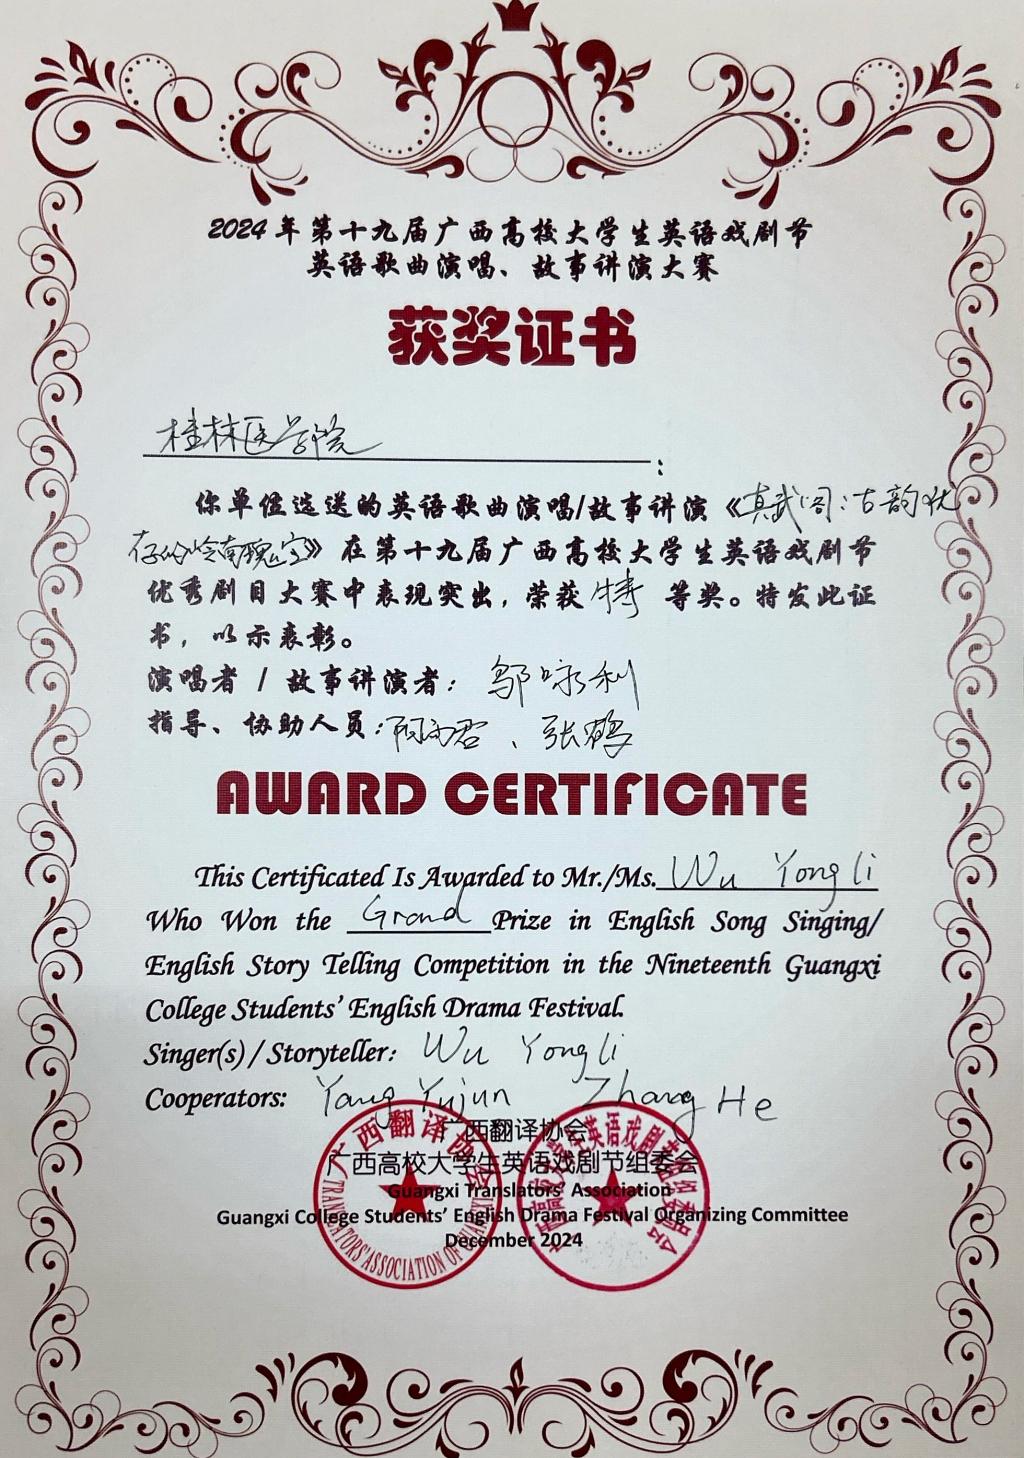 2024年第十九届广西高校大学生英语戏剧节
英语歌曲演唱、故事讲演大赛
获奖证书
桂林医学院：
你单位选送的英语歌曲演唱/故事讲演《真武阁：古韵犹
存的岭南瑰宝》在第十九届广西高校大学生英语戏剧节
优秀剧目大赛中表现突出，荣获特等奖。特发此证
书，以示表彰。
演唱者 / 故事讲演者：邬咏利
指导、协助人员：阳 君、张鹤
AWARD CERTIFICATE
This Certificated Is Awarded to Mr./Ms. Wu Yongli
Who Won the Grand Prize in English Song Singing/
English Story Telling Competition in the Nineteenth Guangxi
College Students' English Drama Festival.
Singer(s) / Storyteller: Wu Yongli
Cooperators: Yang Yujun Zhang He
广西翻译协会
广西高校大学生英语戏剧节组委会
Guangxi Translators' Association
Guangxi College Students' English Drama Festival Organizing Committee
December 2024
广西翻译协会
TRANSLATORS'ASSOCIATION OF GUANGXI